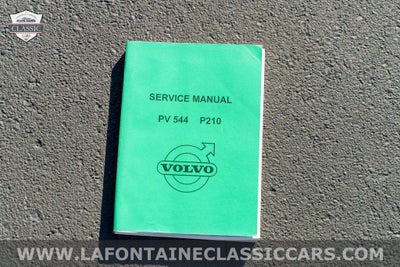 CLASSIC
SERVICE MANUAL
PV 544 P210
VOLVO
WWW.LAFONTAINECLASSICCARS.COM